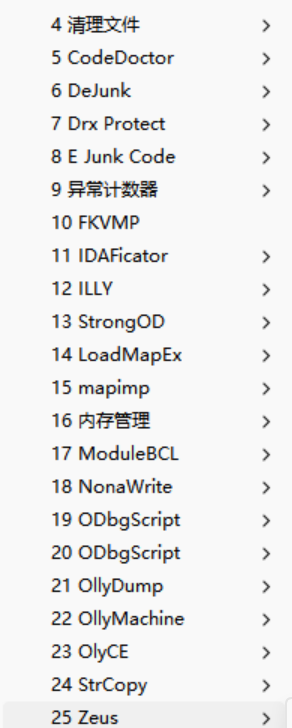 4 清理文件
5 CodeDoctor
6 DeJunk
7 Drx Protect
8 E Junk Code
9 异常计数器
10 FKVMP
11 IDAFicator
12 ILLY
13 StrongOD
14 LoadMapEx
15 mapimp
16 内存管理
17 ModuleBCL
18 NonaWrite
19 ODbgScript
20 ODbgScript
21 OllyDump
22 OllyMachine
23 OlyCE
24 StrCopy
25 Zeus